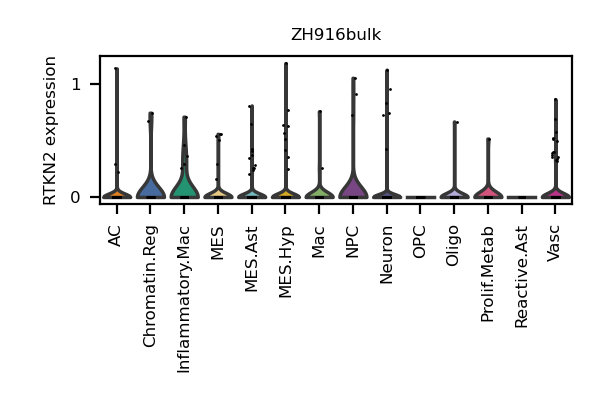 ZH916bulk
RTKN2 expression
1
0
AC
Chromatin.Reg
Inflammatory.Mac
MES
MES.Ast
MES.Hyp
Mac
NPC
Neuron
OPC
Oligo
Prolif.Metab
Reactive.Ast
Vasc